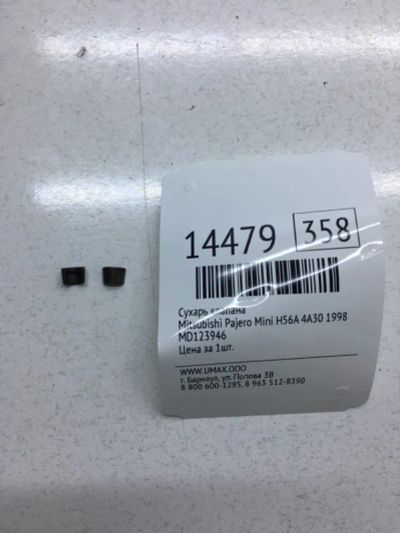 14479 358
Сухарь клапана
Mitsubishi Pajero Mini H56A 4A30 1998
MD123946
Цена за 1шт.
WWW.UMAX.OOO
г. Барнаул, ул. Попова 3В
8 800 600-1285, 8 963 512-8390